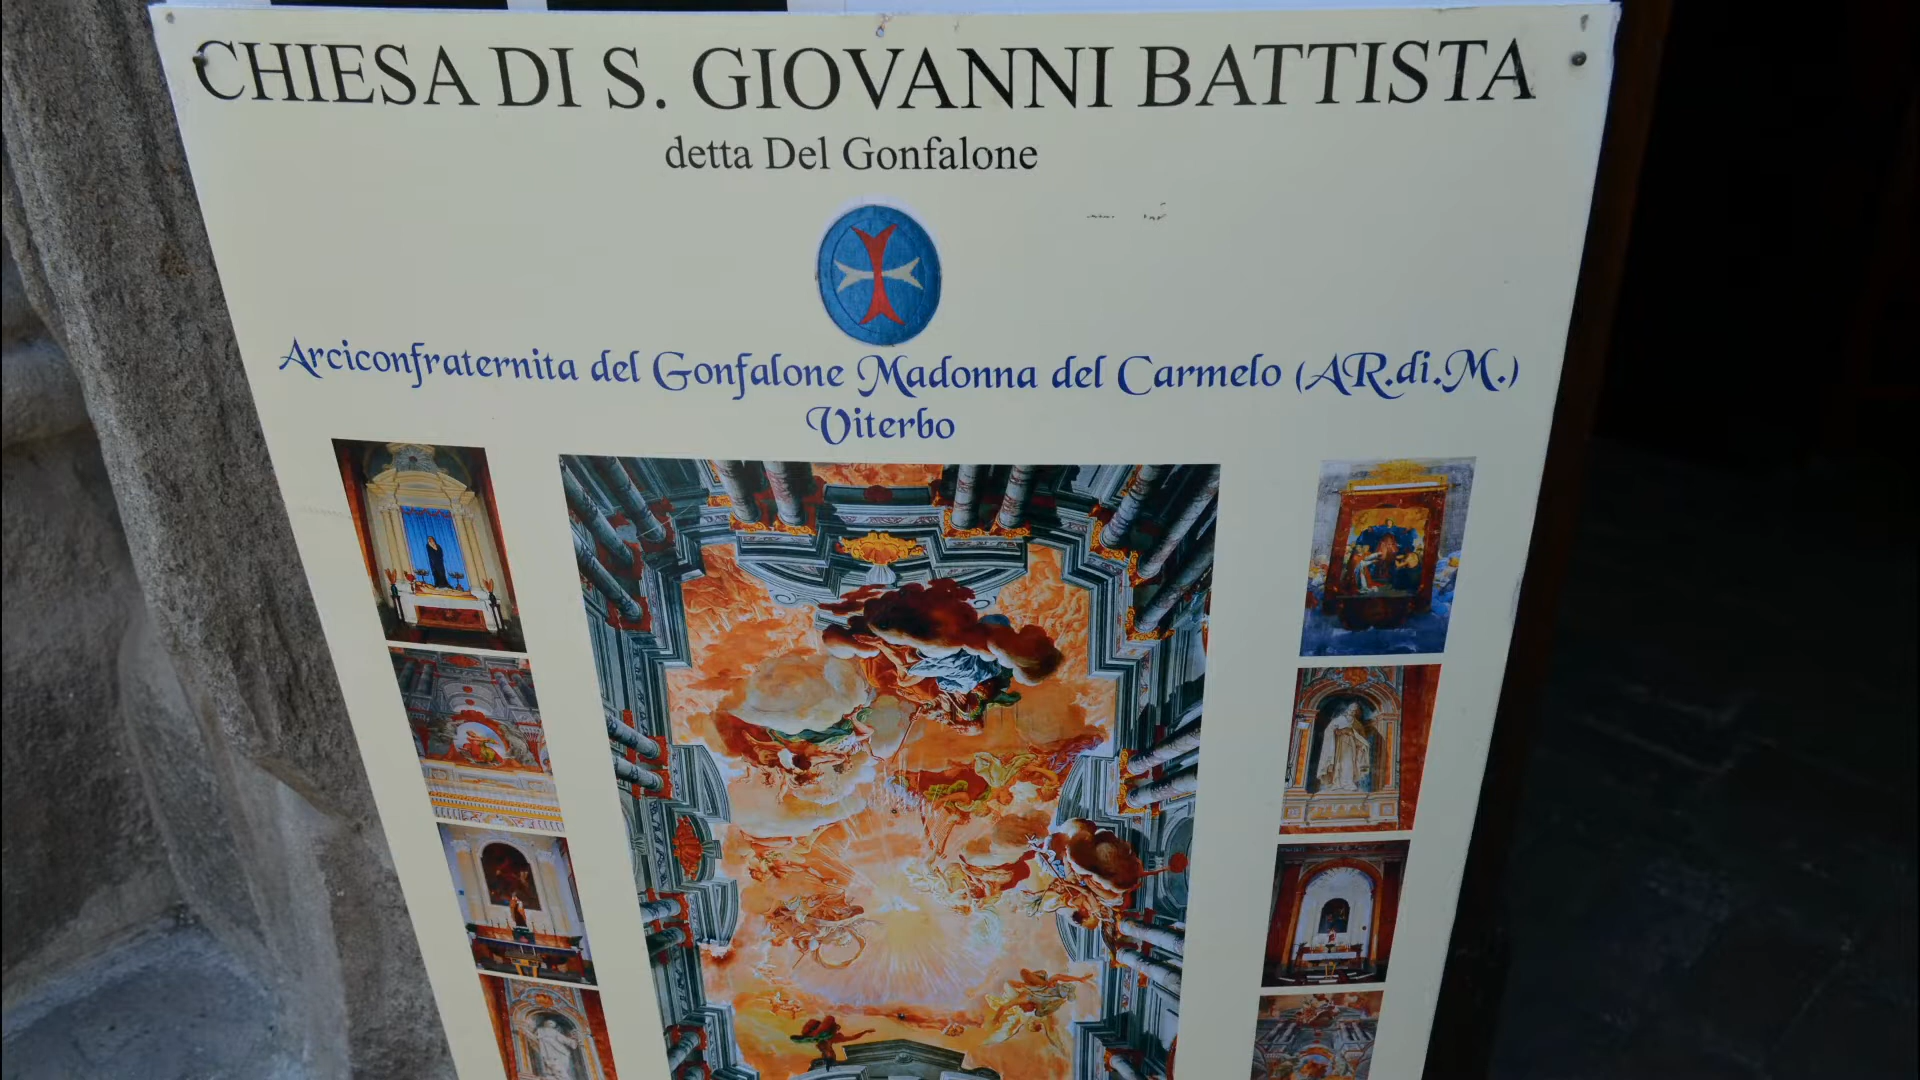 CHIESA DI S. GIOVANNI BATTISTA
detta Del Gonfalone
Arciconfraternita del Gonfalone Madonna del Carmelo (AR.di.M.)
Viterbo